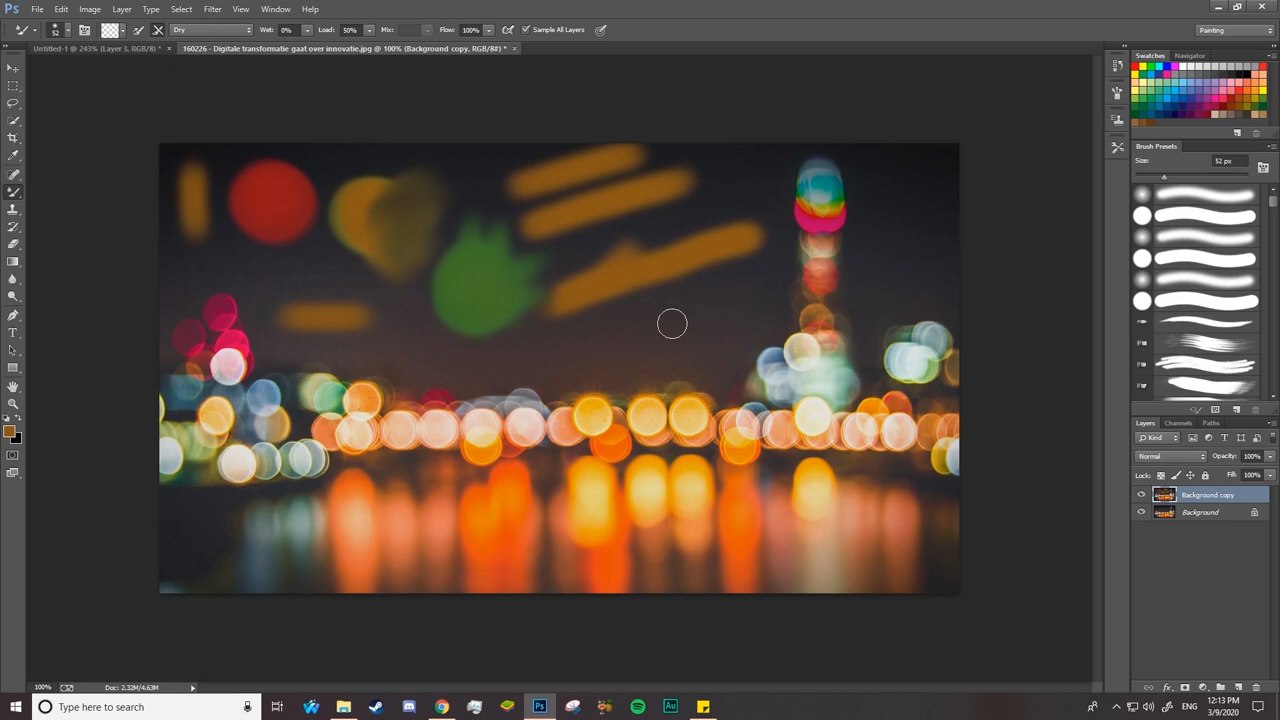 Ps File Edit Image Layer Type Select Filter 3D View Window Help
52 Dry Wet: 0% Load: 50% Mix: Flow: 100% Sample All Layers Painting
Untitled-1 @ 243% (Layer 3, RGB/8) * × 160226 - Digitale transformatie gaat over innovatie.jpg @ 100% (Background copy, RGB/8#) * ×
Swatches Navigator
Brush Presets
Size: 52 px
Layers Channels Paths
Kind
Normal Opacity: 100%
Lock: Fill: 100%
Background copy
Background
100% Doc: 2.32M/4.63M
Type here to search
Ps
Au
ENG
12:13 PM
3/9/2020